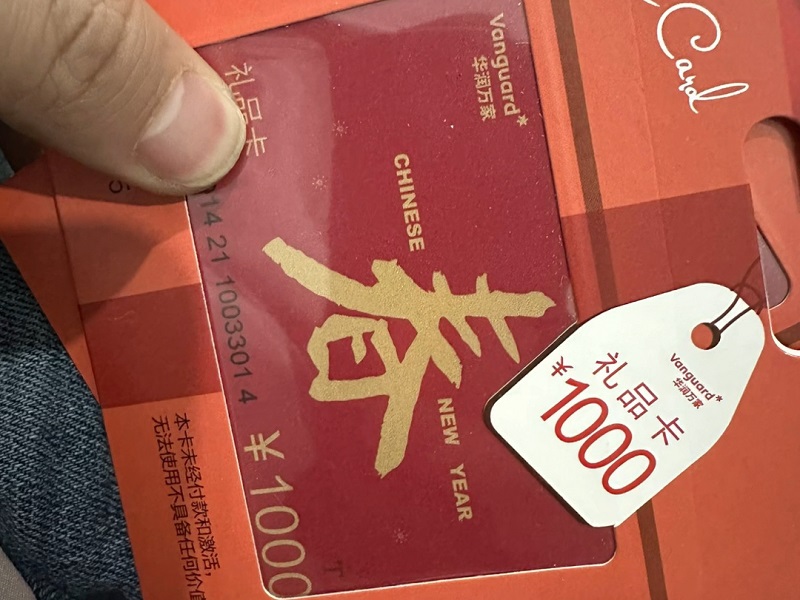 Card
Vanguard*
华润万家
礼品卡
CHINESE
春
NEW YEAR
14 21 1003301 4
¥1000
Vanguard*
华润万家
礼品卡
¥1000
本卡未经付款和激活，
无法使用不具备任何价值